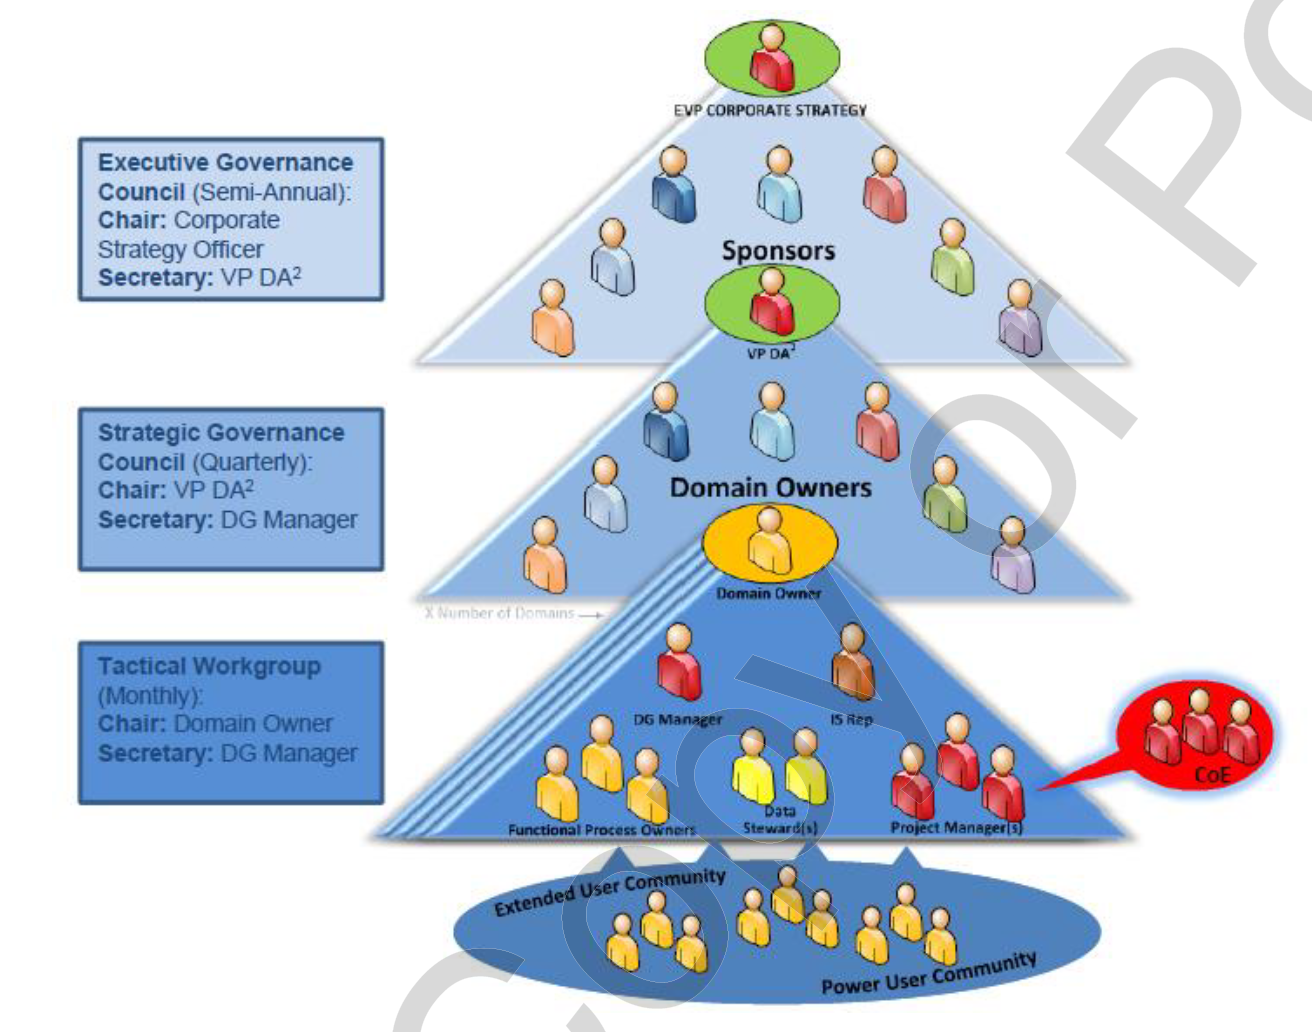 EVP CORPORATE STRATEGY
Executive Governance
Council (Semi-Annual):
Chair: Corporate
Strategy Officer
Secretary: VP DA²
Sponsors
VP DA²
Strategic Governance
Council (Quarterly):
Chair: VP DA²
Secretary: DG Manager
Domain Owners
Domain Owner
X Number of Domains
Tactical Workgroup
(Monthly):
Chair: Domain Owner
Secretary: DG Manager
DG Manager
IS Rep
CoE
Functional Process Owners
Data
Steward(s)
Project Manager(s)
Extended User Community
Power User Community
Copy or Po